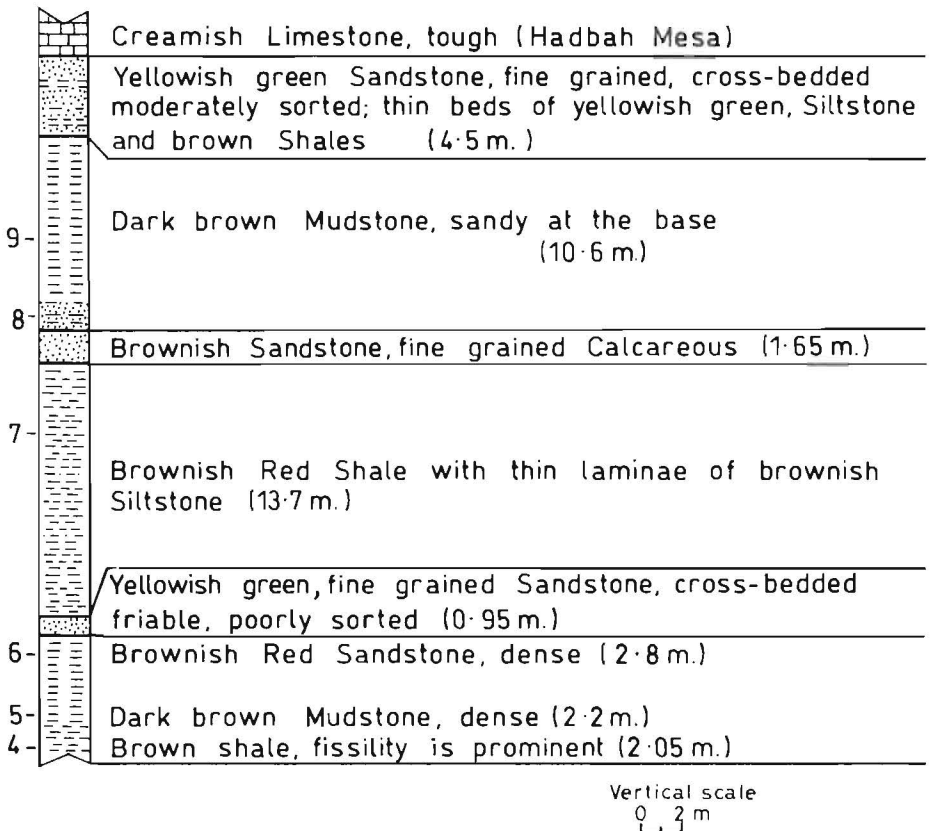 Creamish Limestone, tough (Hadbah Mesa)
Yellowish green Sandstone, fine grained, cross-bedded
moderately sorted; thin beds of yellowish green, Siltstone
and brown Shales (4·5 m.)
Dark brown Mudstone, sandy at the base
9-
(10·6 m.)
8-
Brownish Sandstone, fine grained Calcareous (1·65 m.)
7-
Brownish Red Shale with thin laminae of brownish
Siltstone (13·7 m.)
Yellowish green, fine grained Sandstone, cross-bedded
friable, poorly sorted (0·95 m.)
6- Brownish Red Sandstone, dense (2·8 m.)
5- Dark brown Mudstone, dense (2·2 m.)
4- Brown shale, fissility is prominent (2·05 m.)
Vertical scale
0 2 m